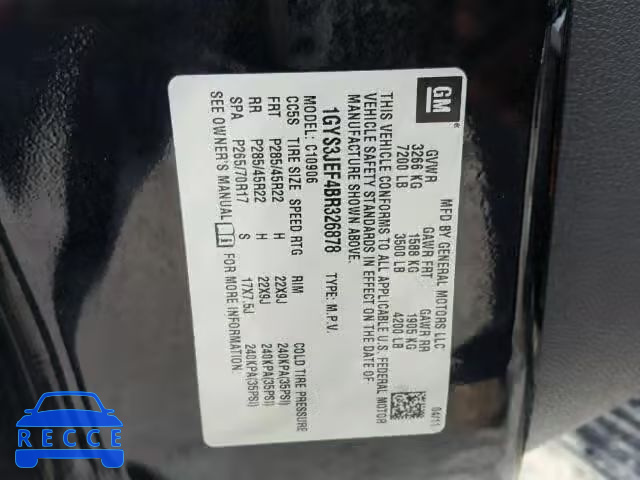 GM
MFD BY GENERAL MOTORS LLC
04/11
GVWR GAWR FRT GAWR RR
3266 KG 1588 KG 1905 KG
7200 LB 3500 LB 4200 LB
THIS VEHICLE CONFORMS TO ALL APPLICABLE U.S. FEDERAL MOTOR
VEHICLE SAFETY STANDARDS IN EFFECT ON THE DATE OF
MANUFACTURE SHOWN ABOVE.
1GYS3JEF4BR326878 TYPE: M.P.V.
MODEL: C10906
CC5S TIRE SIZE SPEED RTG RIM COLD TIRE PRESSURE
FRT P285/45R22 H 22X9J 240KPA(35PSI)
RR P285/45R22 H 22X9J 240KPA(35PSI)
SPA P265/70R17 S 17X7.5J 240KPA(35PSI)
SEE OWNER'S MANUAL FOR MORE INFORMATION
RECECARS.COM